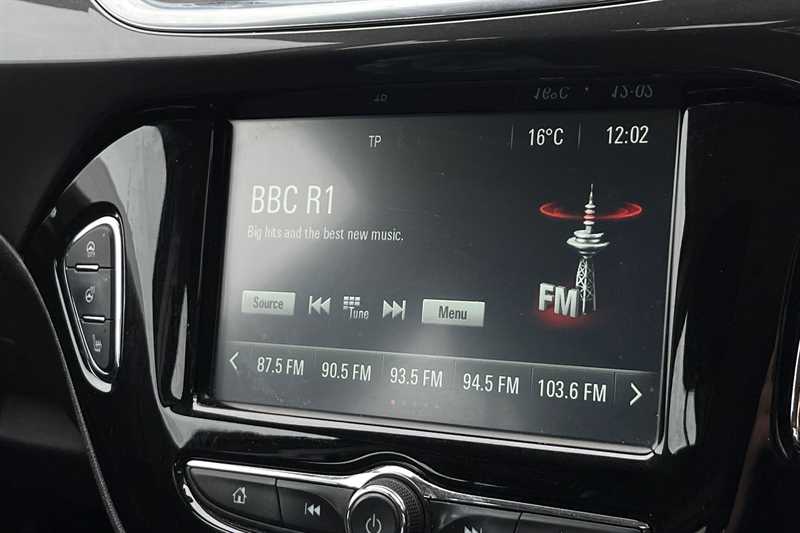 TP 16°C 12:02
BBC R1
Big hits and the best new music.
FM
Source Tune Menu
87.5 FM 90.5 FM 93.5 FM 94.5 FM 103.6 FM